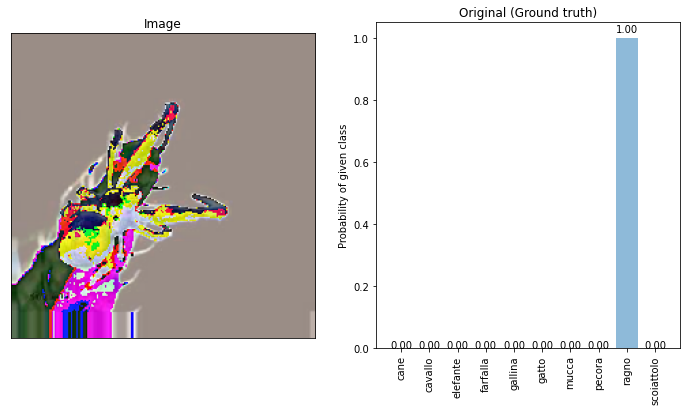 Image
Original (Ground truth)
Probability of given class
1.0
0.8
0.6
0.4
0.2
0.0
1.00
0.00 0.00 0.00 0.00 0.00 0.00 0.00 0.00 0.00
cane
cavallo
elefante
farfalla
gallina
gatto
mucca
pecora
ragno
scoiattolo